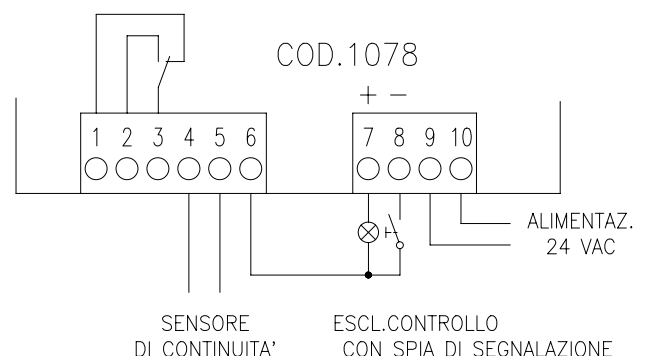 COD.1078
+ −
1 2 3 4 5 6 7 8 9 10
ALIMENTAZ.
24 VAC
SENSORE
DI CONTINUITA'
ESCL.CONTROLLO
CON SPIA DI SEGNALAZIONE